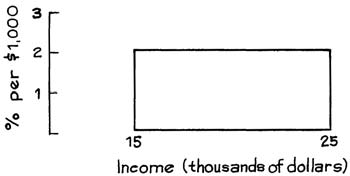 % per $1,000
3
2
1
15 25
Income (thousands of dollars)